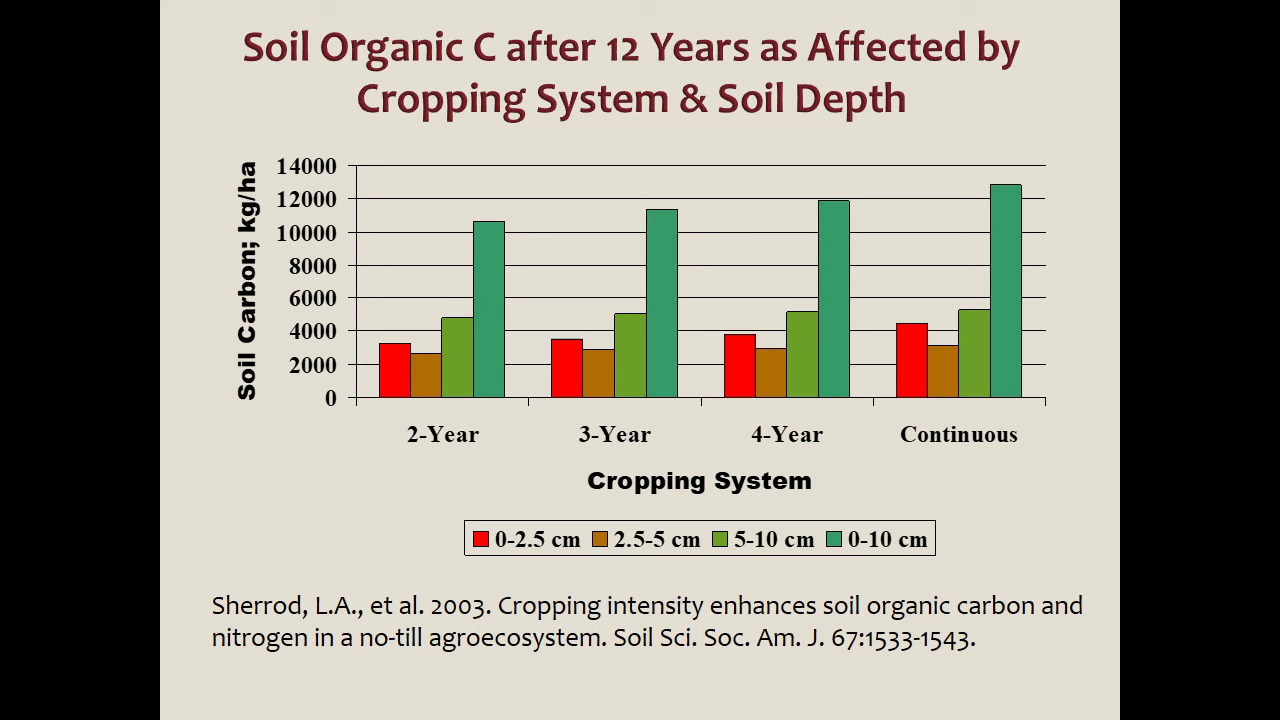 Soil Organic C after 12 Years as Affected by
Cropping System & Soil Depth
Soil Carbon; kg/ha
14000
12000
10000
8000
6000
4000
2000
0
2-Year 3-Year 4-Year Continuous
Cropping System
0-2.5 cm 2.5-5 cm 5-10 cm 0-10 cm
Sherrod, L.A., et al. 2003. Cropping intensity enhances soil organic carbon and
nitrogen in a no-till agroecosystem. Soil Sci. Soc. Am. J. 67:1533-1543.